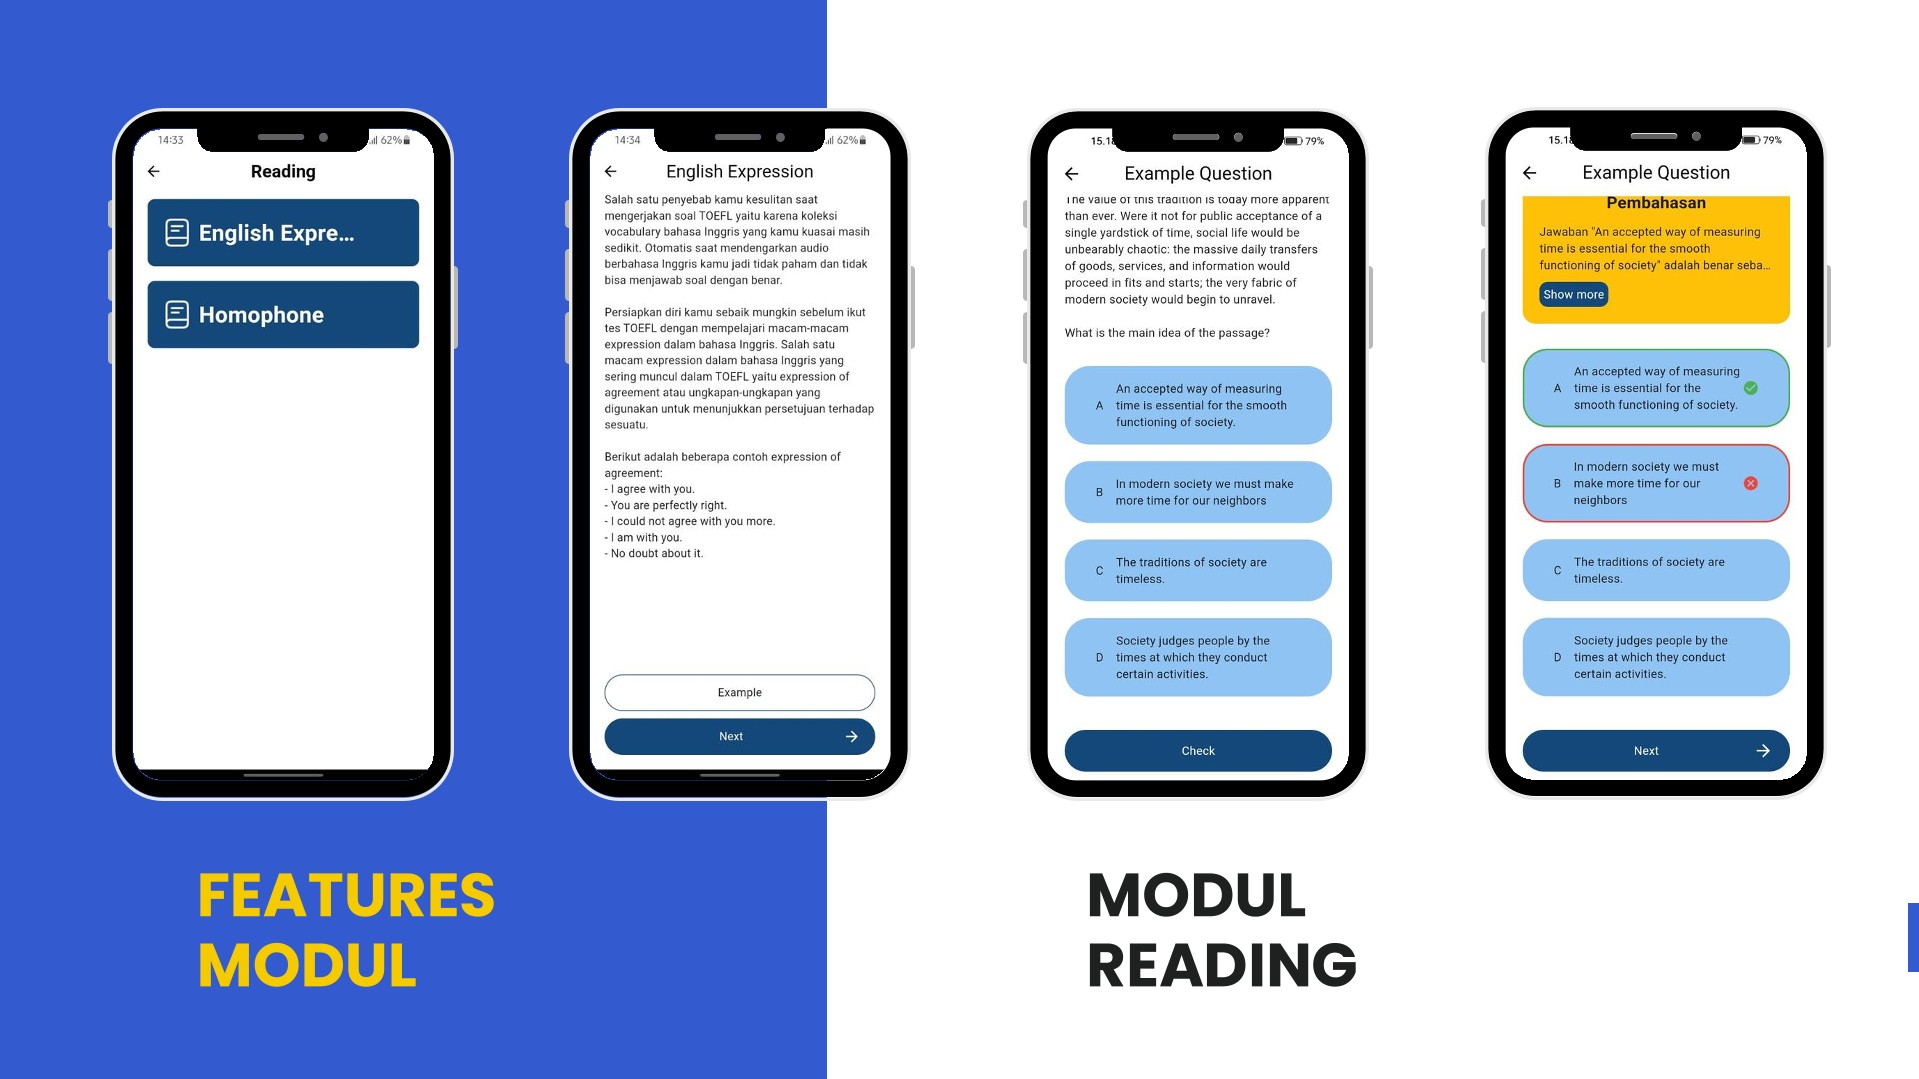 14:33
62%
Reading
English Expre...
Homophone
14:34
62%
English Expression
Salah satu penyebab kamu kesulitan saat
mengerjakan soal TOEFL yaitu karena koleksi
vocabulary bahasa Inggris yang kamu kuasai masih
sedikit. Otomatis saat mendengarkan audio
berbahasa Inggris kamu jadi tidak paham dan tidak
bisa menjawab soal dengan benar.
Persiapkan diri kamu sebaik mungkin sebelum ikut
tes TOEFL dengan mempelajari macam-macam
expression dalam bahasa Inggris. Salah satu
macam expression dalam bahasa Inggris yang
sering muncul dalam TOEFL yaitu expression of
agreement atau ungkapan-ungkapan yang
digunakan untuk menunjukkan persetujuan terhadap
sesuatu.
Berikut adalah beberapa contoh expression of
agreement:
- I agree with you.
- You are perfectly right.
- I could not agree with you more.
- I am with you.
- No doubt about it.
Example
Next
15.18
79%
Example Question
The value of this tradition is today more apparent
than ever. Were it not for public acceptance of a
single yardstick of time, social life would be
unbearably chaotic: the massive daily transfers
of goods, services, and information would
proceed in fits and starts; the very fabric of
modern society would begin to unravel.
What is the main idea of the passage?
A An accepted way of measuring
time is essential for the smooth
functioning of society.
B In modern society we must make
more time for our neighbors
C The traditions of society are
timeless.
D Society judges people by the
times at which they conduct
certain activities.
Check
15.18
79%
Example Question
Pembahasan
Jawaban "An accepted way of measuring
time is essential for the smooth
functioning of society" adalah benar seba...
Show more
A An accepted way of measuring
time is essential for the
smooth functioning of society.
B In modern society we must
make more time for our
neighbors
C The traditions of society are
timeless.
D Society judges people by the
times at which they conduct
certain activities.
Next
FEATURES
MODUL
MODUL
READING